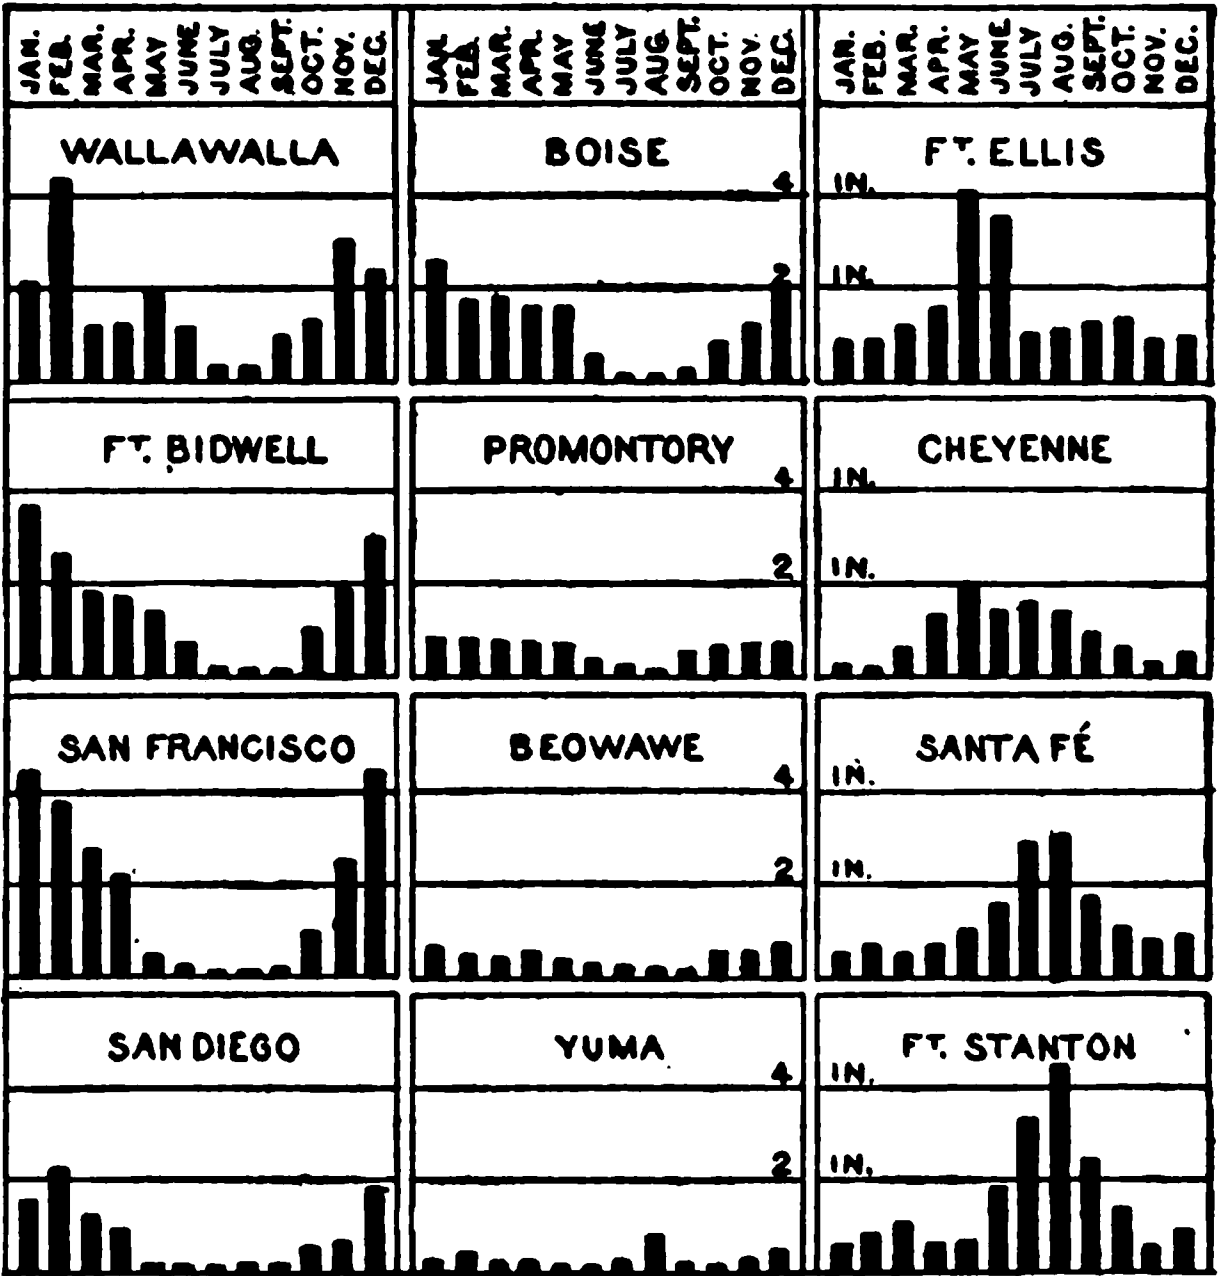 JAN. FEB. MAR. APR. MAY JUNE JULY AUG. SEPT. OCT. NOV. DEC. JAN. FEB. MAR. APR. MAY JUNE JULY AUG. SEPT. OCT. NOV. DEC. JAN. FEB. MAR. APR. MAY JUNE JULY AUG. SEPT. OCT. NOV. DEC.
WALLAWALLA BOISE FT. ELLIS
4 IN.
2 IN.
FT. BIDWELL PROMONTORY CHEYENNE
4 IN.
2 IN.
SAN FRANCISCO BEOWAWE SANTA FÉ
4 IN.
2 IN.
SAN DIEGO YUMA FT. STANTON
4 IN.
2 IN.